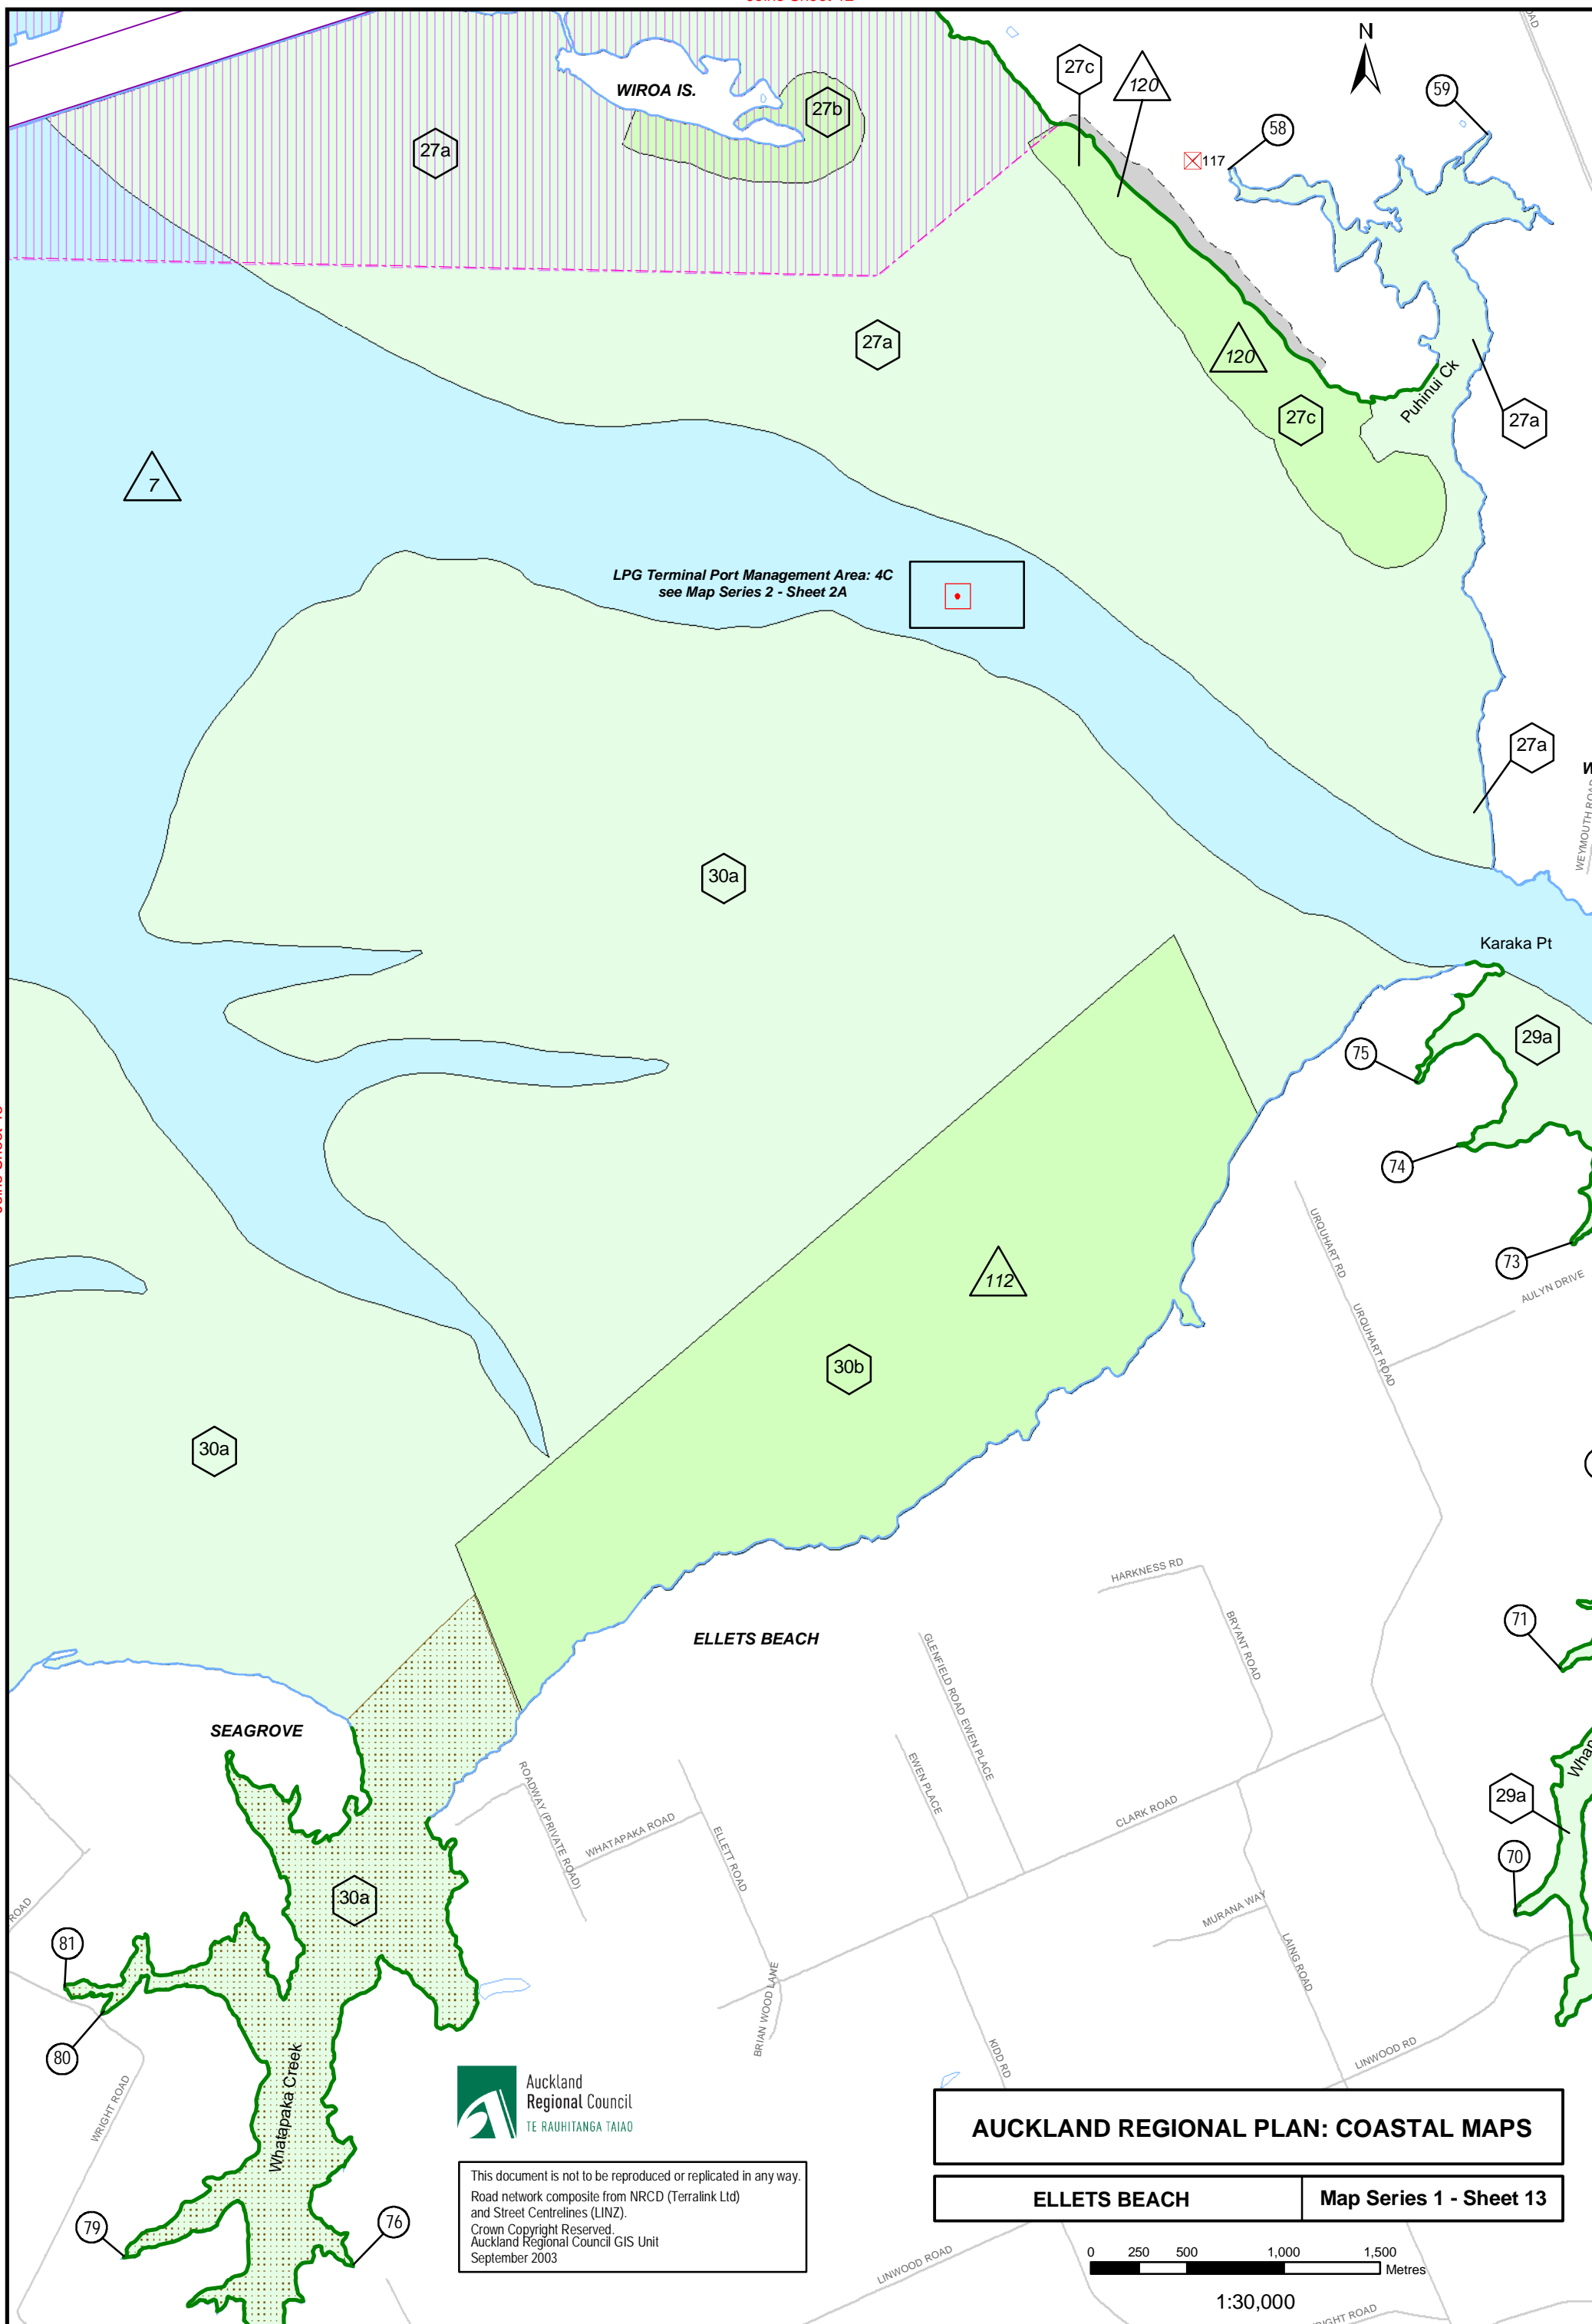 WIROA IS.
27b
27a
27c
120
N
59
58
117
27a
120
27c
Puhinui Ck
27a
7
LPG Terminal Port Management Area: 4C
see Map Series 2 - Sheet 2A
27a
WEYMOUTH ROAD
30a
Karaka Pt
29a
75
74
73
URQUHART RD
AULYN DRIVE
URQUHART ROAD
112
30b
30a
HARKNESS RD
BRYANT ROAD
71
ELLETS BEACH
GLENFIELD ROAD EWEN PLACE
SEAGROVE
EWEN PLACE
ROADWAY (PRIVATE ROAD)
WHATAPAKA ROAD
ELLETT ROAD
CLARK ROAD
29a
70
30a
ROAD
MURANA WAY
LAING ROAD
81
80
BRIAN WOOD LANE
KIDD RD
LINWOOD RD
WRIGHT ROAD
Whatapaka Creek
79
76
Auckland
Regional Council
TE RAUHITANGA TAIAO
This document is not to be reproduced or replicated in any way.
Road network composite from NRCD (Terralink Ltd)
and Street Centrelines (LINZ).
Crown Copyright Reserved.
Auckland Regional Council GIS Unit
September 2003
AUCKLAND REGIONAL PLAN: COASTAL MAPS
ELLETS BEACH
Map Series 1 - Sheet 13
LINWOOD ROAD
0 250 500 1,000 1,500
Metres
1:30,000